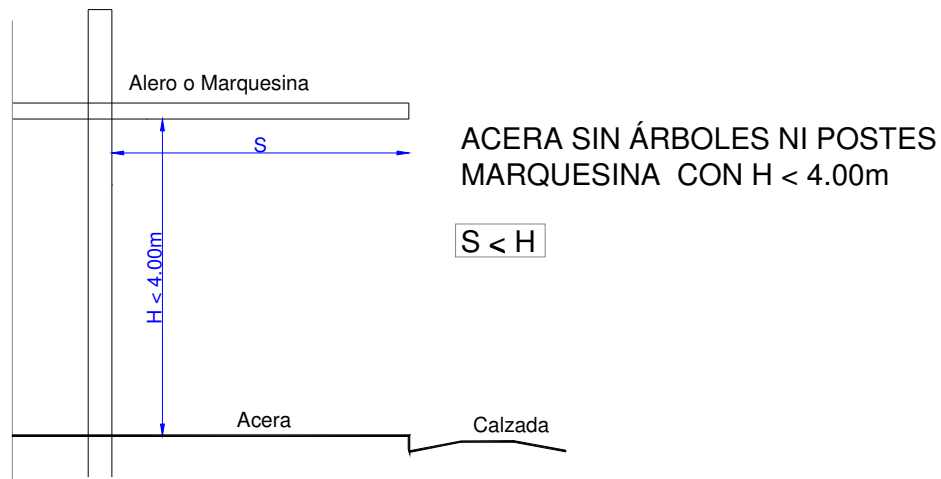 Alero o Marquesina
S
ACERA SIN ÁRBOLES NI POSTES
MARQUESINA CON H < 4.00m
S < H
H < 4.00m
Acera
Calzada